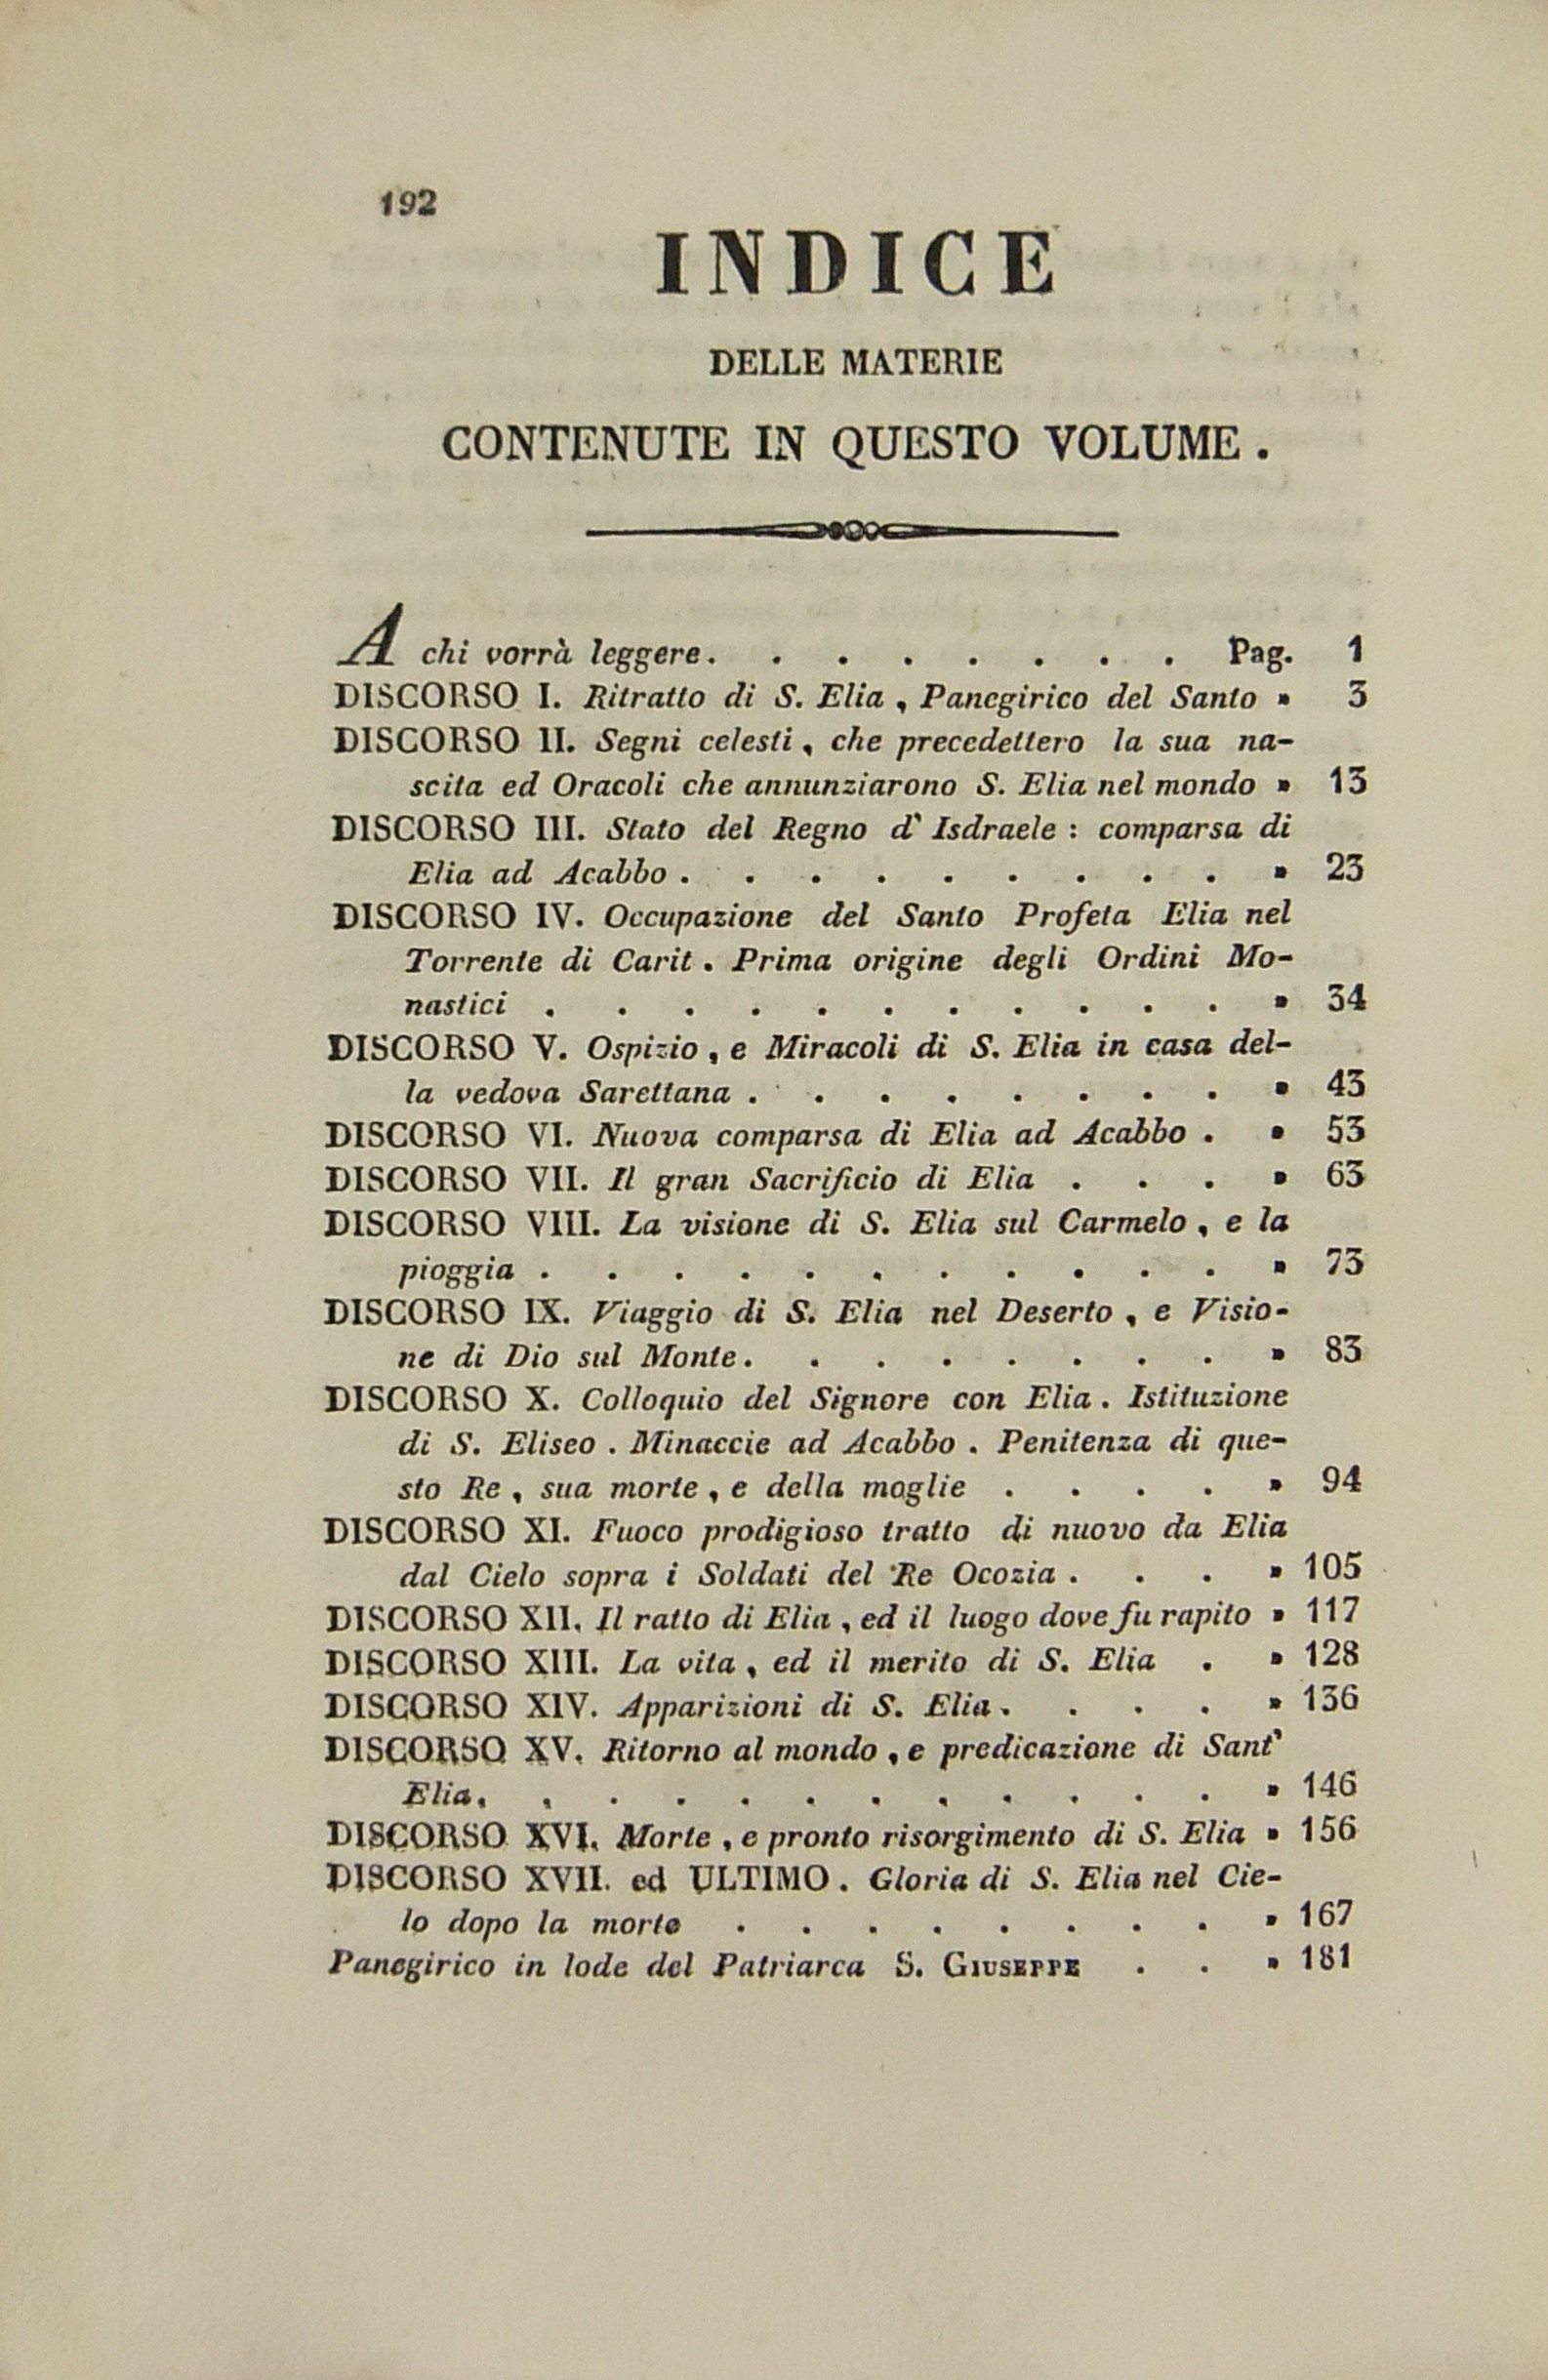 192
INDICE
DELLE MATERIE
CONTENUTE IN QUESTO VOLUME .
A chi vorrà leggere. . . . . . . . Pag. 1
DISCORSO I. Ritratto di S. Elia , Panegirico del Santo » 3
DISCORSO II. Segni celesti , che precedettero la sua na-
scita ed Oracoli che annunziarono S. Elia nel mondo » 13
DISCORSO III. Stato del Regno d' Isdraele : comparsa di
Elia ad Acabbo . . . . . . . . . » 23
DISCORSO IV. Occupazione del Santo Profeta Elia nel
Torrente di Carit . Prima origine degli Ordini Mo-
nastici . . . . . . . . . . . » 34
DISCORSO V. Ospizio , e Miracoli di S. Elia in casa del-
la vedova Sarettana . . . . . . . . » 43
DISCORSO VI. Nuova comparsa di Elia ad Acabbo . » 53
DISCORSO VII. Il gran Sacrificio di Elia . . . » 63
DISCORSO VIII. La visione di S. Elia sul Carmelo , e la
pioggia . . . . . . . . . . . » 73
DISCORSO IX. Viaggio di S. Elia nel Deserto , e Visio-
ne di Dio sul Monte. . . . . . . . » 83
DISCORSO X. Colloquio del Signore con Elia . Istituzione
di S. Eliseo . Minaccie ad Acabbo . Penitenza di que-
sto Re , sua morte , e della moglie . . . . » 94
DISCORSO XI. Fuoco prodigioso tratto di nuovo da Elia
dal Cielo sopra i Soldati del Re Ocozia . . . » 105
DISCORSO XII. Il ratto di Elia , ed il luogo dove fu rapito » 117
DISCORSO XIII. La vita , ed il merito di S. Elia . » 128
DISCORSO XIV. Apparizioni di S. Elia . . . . » 136
DISCORSO XV. Ritorno al mondo , e predicazione di Sant'
Elia. . . . . . . . . . . . » 146
DISCORSO XVI. Morte , e pronto risorgimento di S. Elia » 156
DISCORSO XVII. ed ULTIMO . Gloria di S. Elia nel Cie-
lo dopo la morte . . . . . . . . » 167
Panegirico in lode del Patriarca S. GIUSEPPE . . » 181